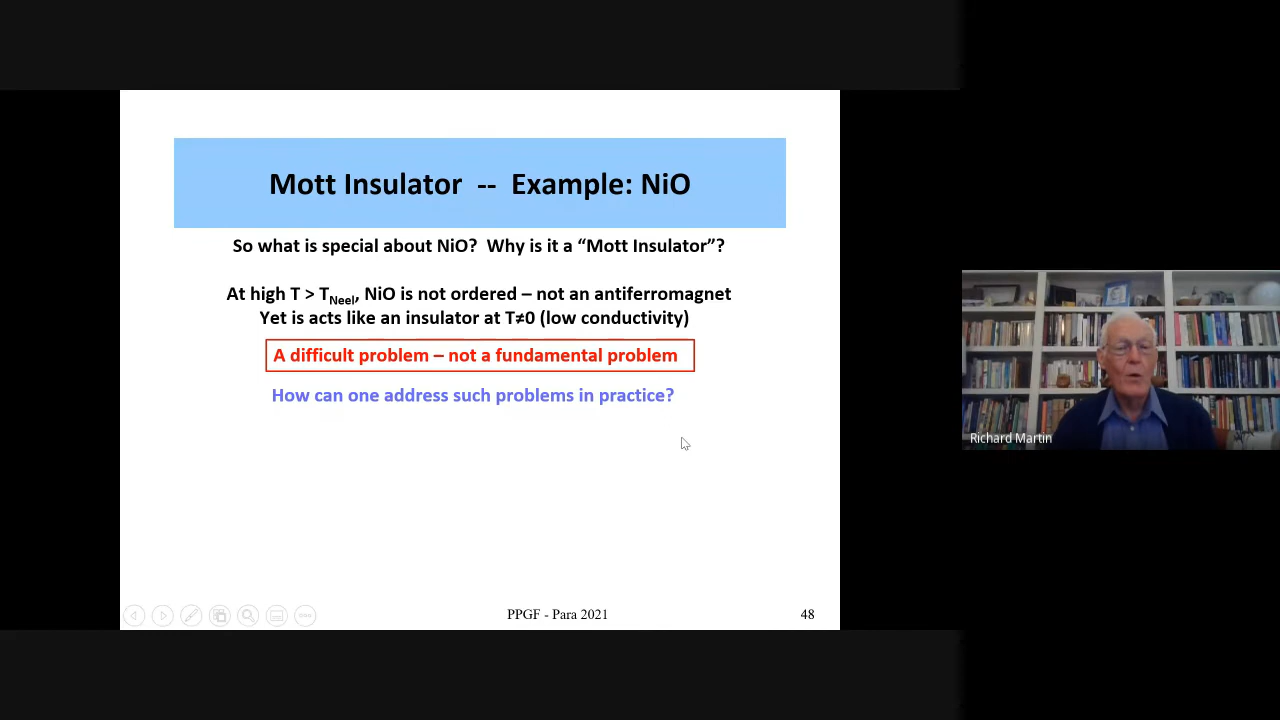 Mott Insulator -- Example: NiO
So what is special about NiO? Why is it a “Mott Insulator”?
At high T > TNeel, NiO is not ordered – not an antiferromagnet
Yet is acts like an insulator at T≠0 (low conductivity)
A difficult problem – not a fundamental problem
How can one address such problems in practice?
PPGF - Para 2021
48
Richard Martin